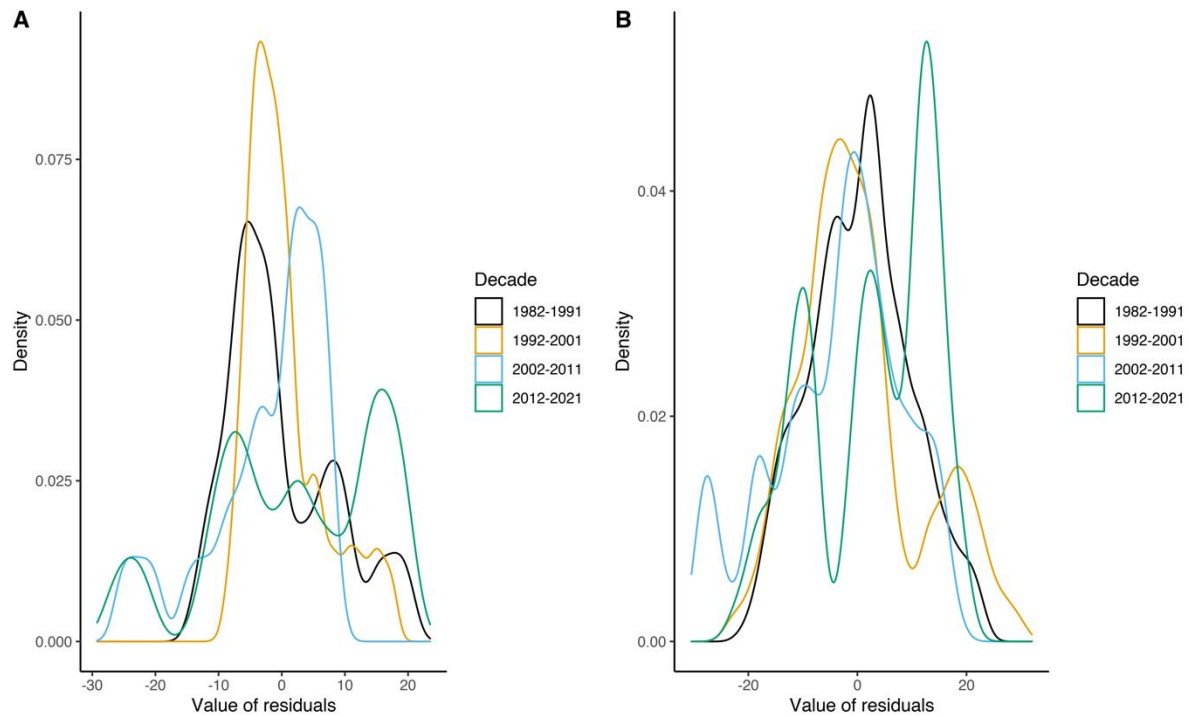 A
0.075
0.050
0.025
0.000
Density
-30 -20 -10 0 10 20
Value of residuals
Decade
1982-1991
1992-2001
2002-2011
2012-2021
B
0.04
0.02
0.00
Density
-20 0 20
Value of residuals
Decade
1982-1991
1992-2001
2002-2011
2012-2021